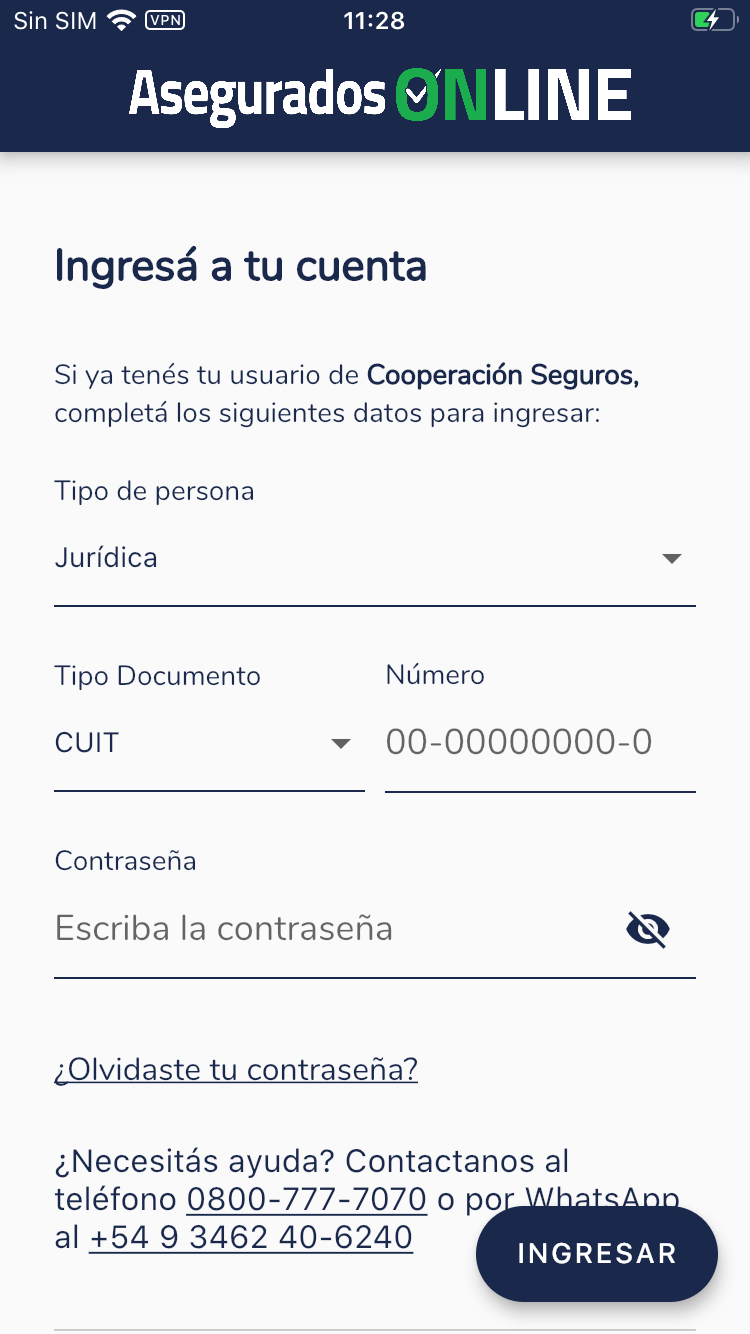 Sin SIM VPN 11:28
Asegurados ONLINE
Ingresá a tu cuenta
Si ya tenés tu usuario de Cooperación Seguros,
completá los siguientes datos para ingresar:
Tipo de persona
Jurídica
Tipo Documento
CUIT
Número
00-00000000-0
Contraseña
Escriba la contraseña
¿Olvidaste tu contraseña?
¿Necesitás ayuda? Contactanos al
teléfono 0800-777-7070 o por WhatsApp
al +54 9 3462 40-6240
INGRESAR